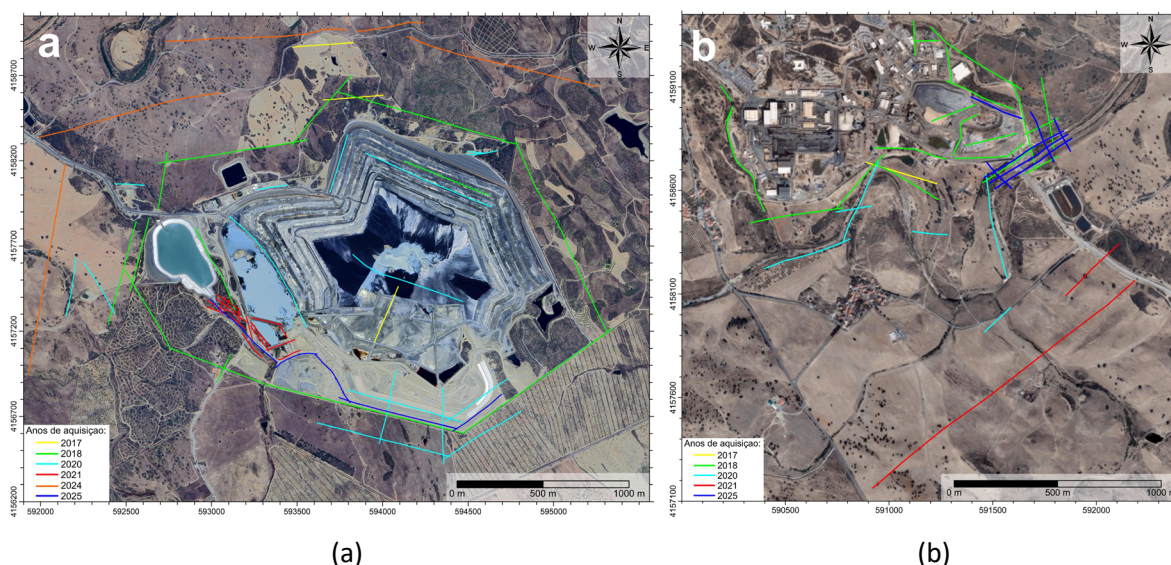 a
N
W
E
S
4158700
4158200
4157700
4157200
4156700
4156200
Anos de aquisiçao:
2017
2018
2020
2021
2024
2025
0 m
500 m
1000 m
592000
592500
593000
593500
594000
594500
595000
(a)
b
N
W
E
S
4159100
4158600
4158100
4157600
4157100
Anos de aquisiçao:
2017
2018
2020
2021
2025
0 m
500 m
1000 m
590500
591000
591500
592000
(b)